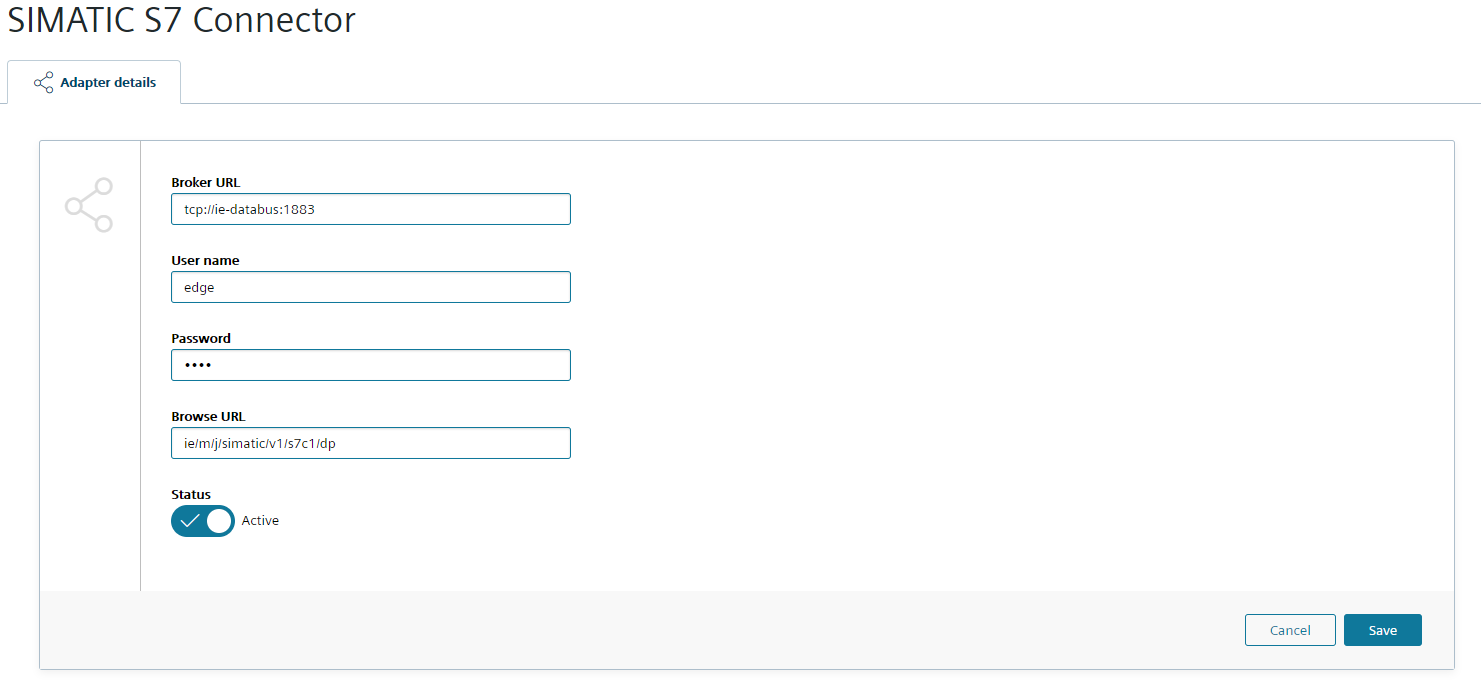 SIMATIC S7 Connector
Adapter details
Broker URL
tcp://ie-databus:1883
User name
edge
Password
••••
Browse URL
ie/m/j/simatic/v1/s7c1/dp
Status
Active
Cancel
Save